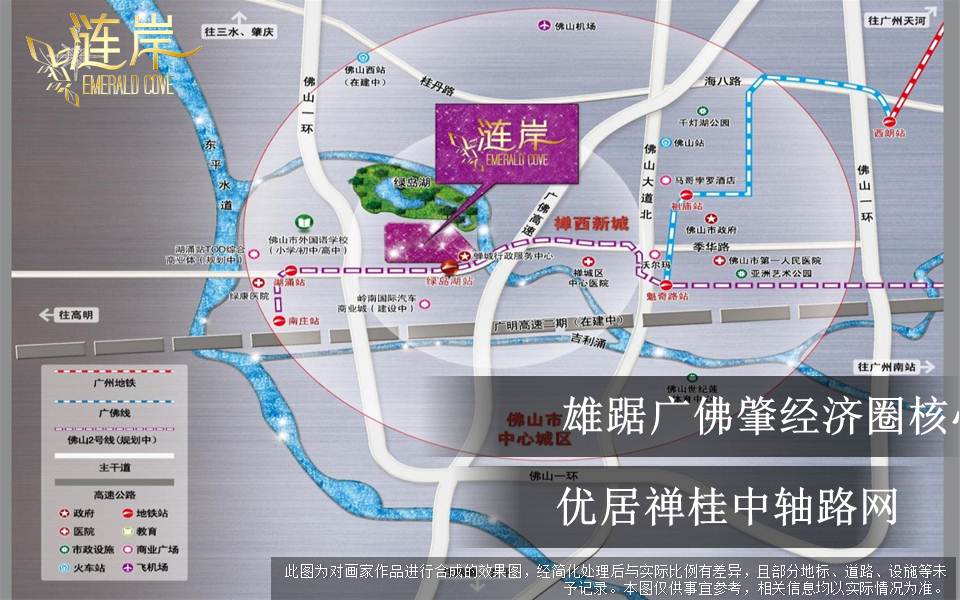 涟岸
EMERALD COVE
往三水、肇庆
佛山机场
往广州天河
佛山西站
(在建中)
桂丹路
海八路
佛山一环
千灯湖公园
西朗站
涟岸
EMERALD COVE
佛山站
东平水道
绿岛湖
佛山大道北
马哥孛罗酒店
佛山一环
祖庙站
广佛高速
禅西新城
佛山市政府
佛山市外国语学校
(小学/初中/高中)
季华路
湖涌站TOD综合
商业体(规划中)
禅城行政服务中心
沃尔玛
佛山市第一人民医院
禅城区
中心医院
亚洲艺术公园
湖涌站
绿岛湖站
绿康医院
魁奇路站
岭南国际汽车
商业城(建设中)
往高明
南庄站
广明高速二期(在建中)
吉利涌
往广州南站
广州地铁
佛山世纪莲
体育中心
广佛线
雄踞广佛肇经济圈核心
佛山市
中心城区
佛山2号线(规划中)
主干道
佛山一环
高速公路
优居禅桂中轴路网
政府
地铁站
医院
教育
市政设施
商业广场
火车站
飞机场
此图为对画家作品进行合成的效果图，经简化处理后与实际比例有差异，且部分地标、道路、设施等未
予记录。本图仅供事宜参考，相关信息均以实际情况为准。